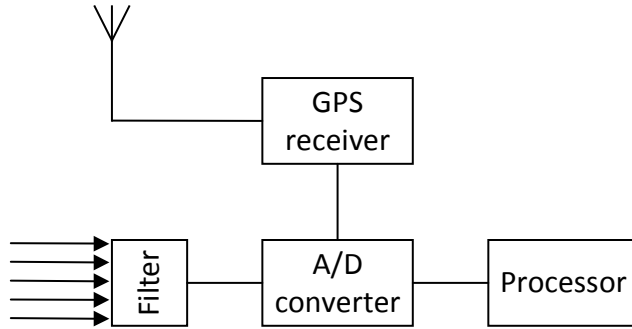 GPS
receiver
Filter
A/D
converter
Processor